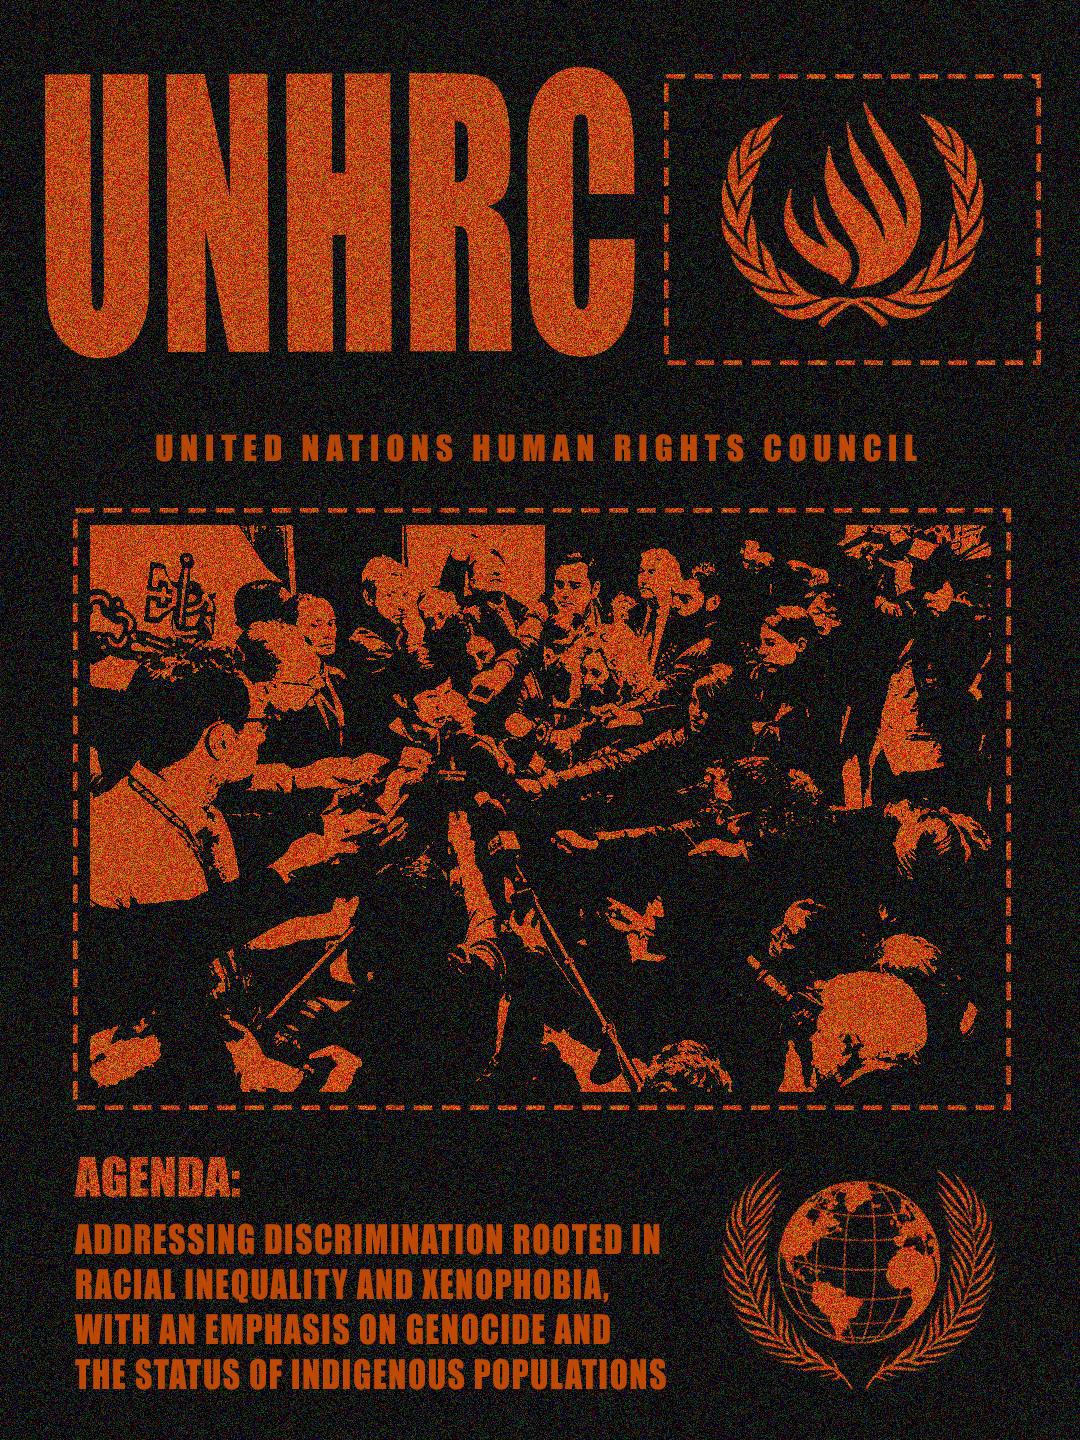 UNHRC
UNITED NATIONS HUMAN RIGHTS COUNCIL
AGENDA:
ADDRESSING DISCRIMINATION ROOTED IN
RACIAL INEQUALITY AND XENOPHOBIA,
WITH AN EMPHASIS ON GENOCIDE AND
THE STATUS OF INDIGENOUS POPULATIONS